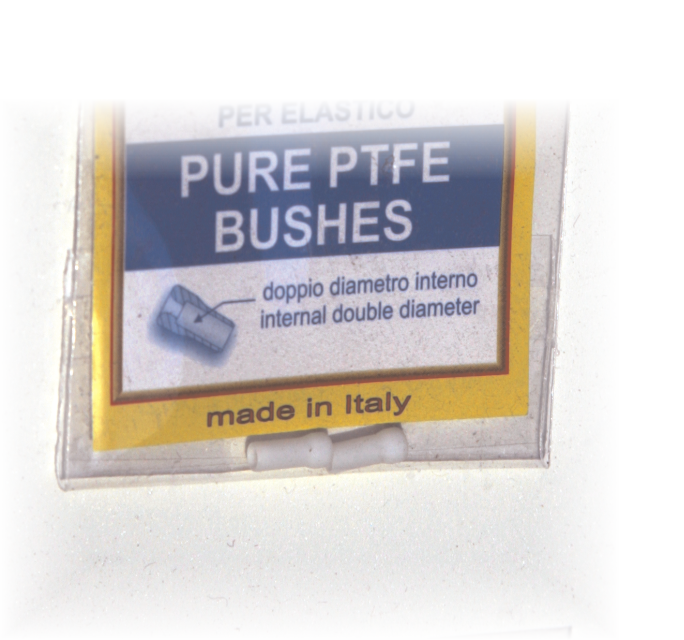 PER ELASTICO
PURE PTFE
BUSHES
doppio diametro interno
internal double diameter
made in Italy